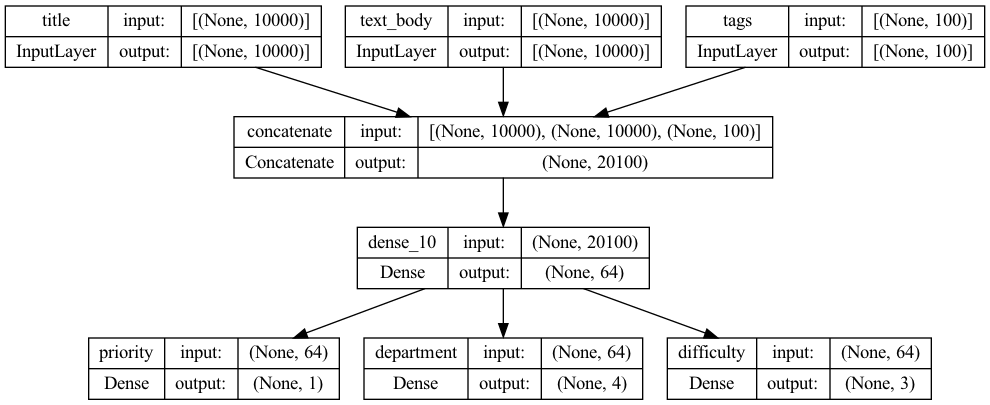 title input: [(None, 10000)]
InputLayer output: [(None, 10000)]
text_body input: [(None, 10000)]
InputLayer output: [(None, 10000)]
tags input: [(None, 100)]
InputLayer output: [(None, 100)]
concatenate input: [(None, 10000), (None, 10000), (None, 100)]
Concatenate output: (None, 20100)
dense_10 input: (None, 20100)
Dense output: (None, 64)
priority input: (None, 64)
Dense output: (None, 1)
department input: (None, 64)
Dense output: (None, 4)
difficulty input: (None, 64)
Dense output: (None, 3)